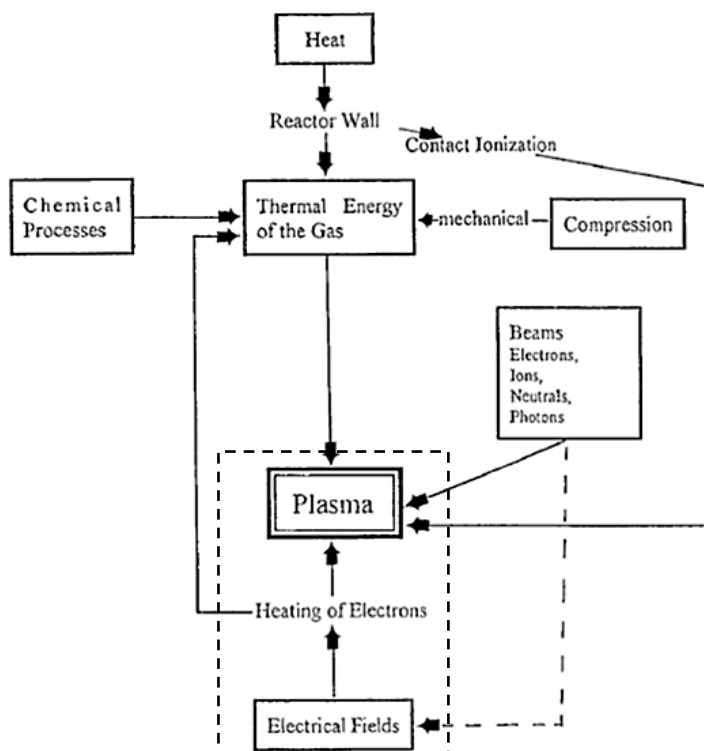 Heat
Reactor Wall
Contact Ionization
Chemical
Processes
Thermal Energy
of the Gas
mechanical
Compression
Beams
Electrons,
Ions,
Neutrals,
Photons
Plasma
Heating of Electrons
Electrical Fields